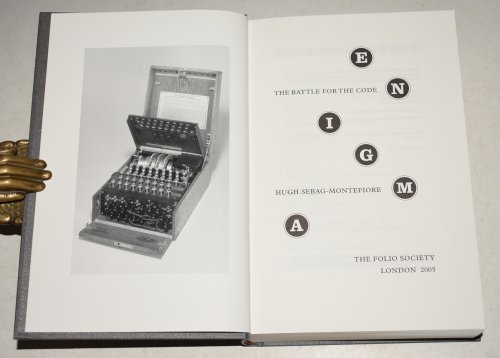 E
THE BATTLE FOR THE CODE
N
I
G
HUGH SEBAG-MONTEFIORE
M
A
THE FOLIO SOCIETY
LONDON 2005